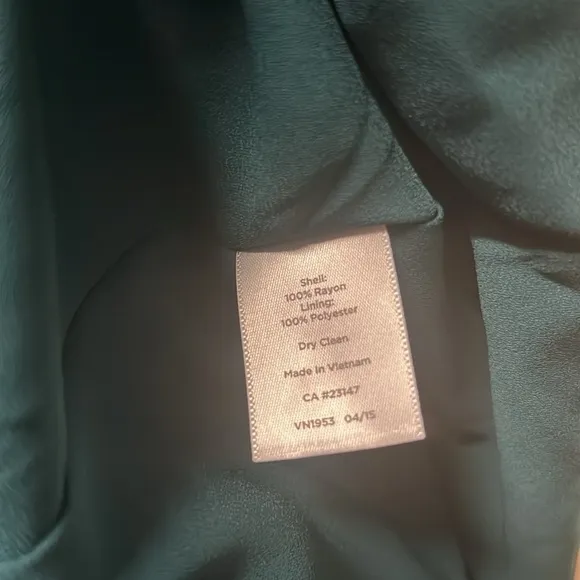 Shell:
100% Rayon
Lining:
100% Polyester
Dry Clean
Made in Vietnam
CA #23147
VN1953 04/15